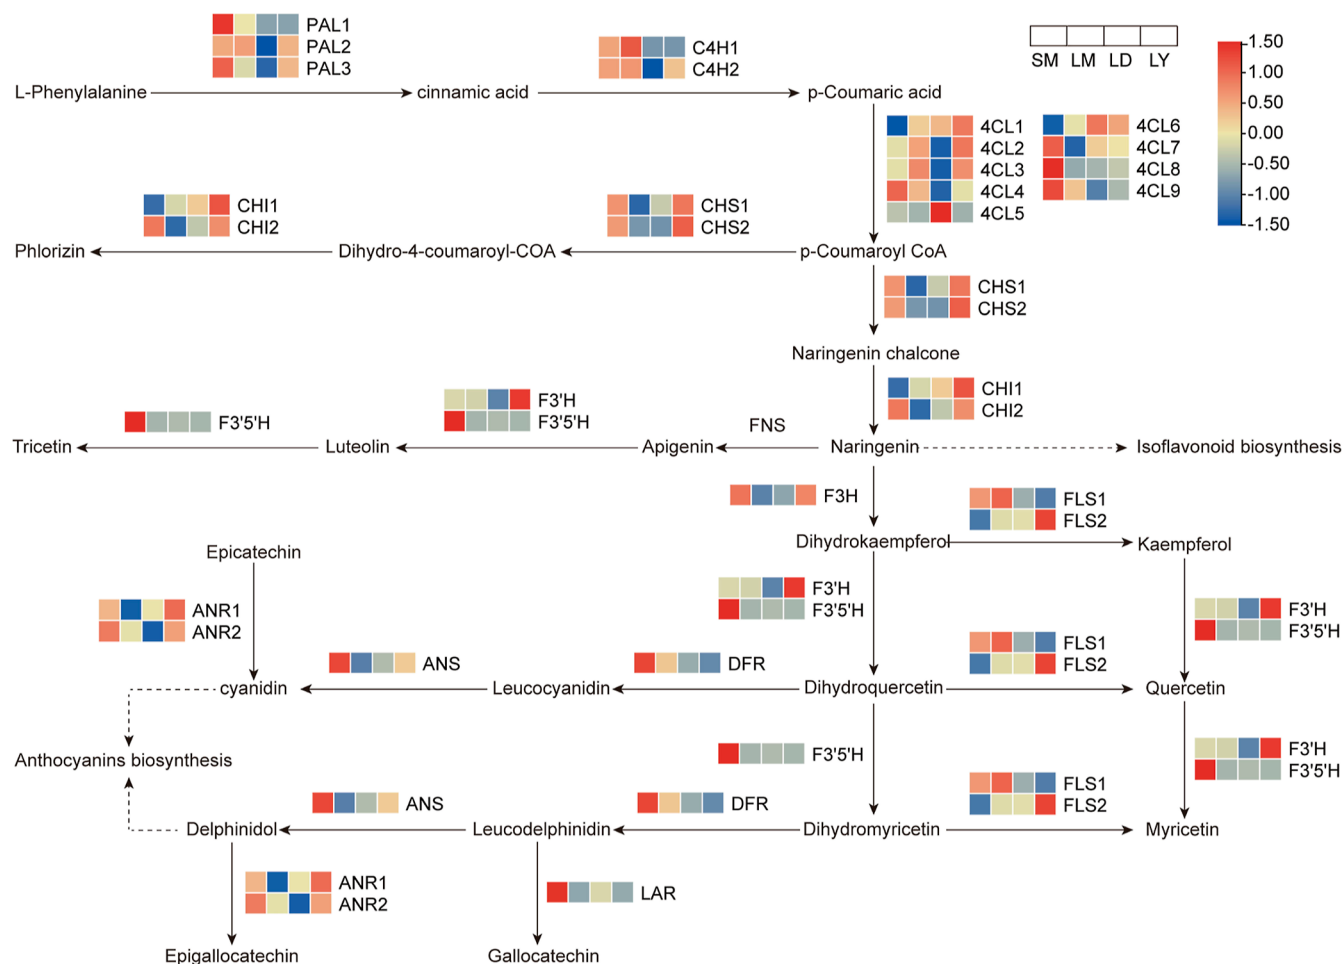 PAL1
PAL2
PAL3
C4H1
C4H2
SM LM LD LY
1.50
1.00
0.50
0.00
-0.50
-1.00
-1.50
L-Phenylalanine
cinnamic acid
p-Coumaric acid
4CL1
4CL2
4CL3
4CL4
4CL5
4CL6
4CL7
4CL8
4CL9
CHI1
CHI2
CHS1
CHS2
Phlorizin
Dihydro-4-coumaroyl-COA
p-Coumaroyl CoA
CHS1
CHS2
Naringenin chalcone
CHI1
CHI2
F3'5'H
F3'H
F3'5'H
FNS
Tricetin
Luteolin
Apigenin
Naringenin
Isoflavonoid biosynthesis
F3H
FLS1
FLS2
Epicatechin
Dihydrokaempferol
Kaempferol
ANR1
ANR2
F3'H
F3'5'H
F3'H
F3'5'H
ANS
DFR
FLS1
FLS2
cyanidin
Leucocyanidin
Dihydroquercetin
Quercetin
Anthocyanins biosynthesis
F3'5'H
F3'H
F3'5'H
ANS
DFR
FLS1
FLS2
Delphinidol
Leucodelphinidin
Dihydromyricetin
Myricetin
ANR1
ANR2
LAR
Epigallocatechin
Gallocatechin